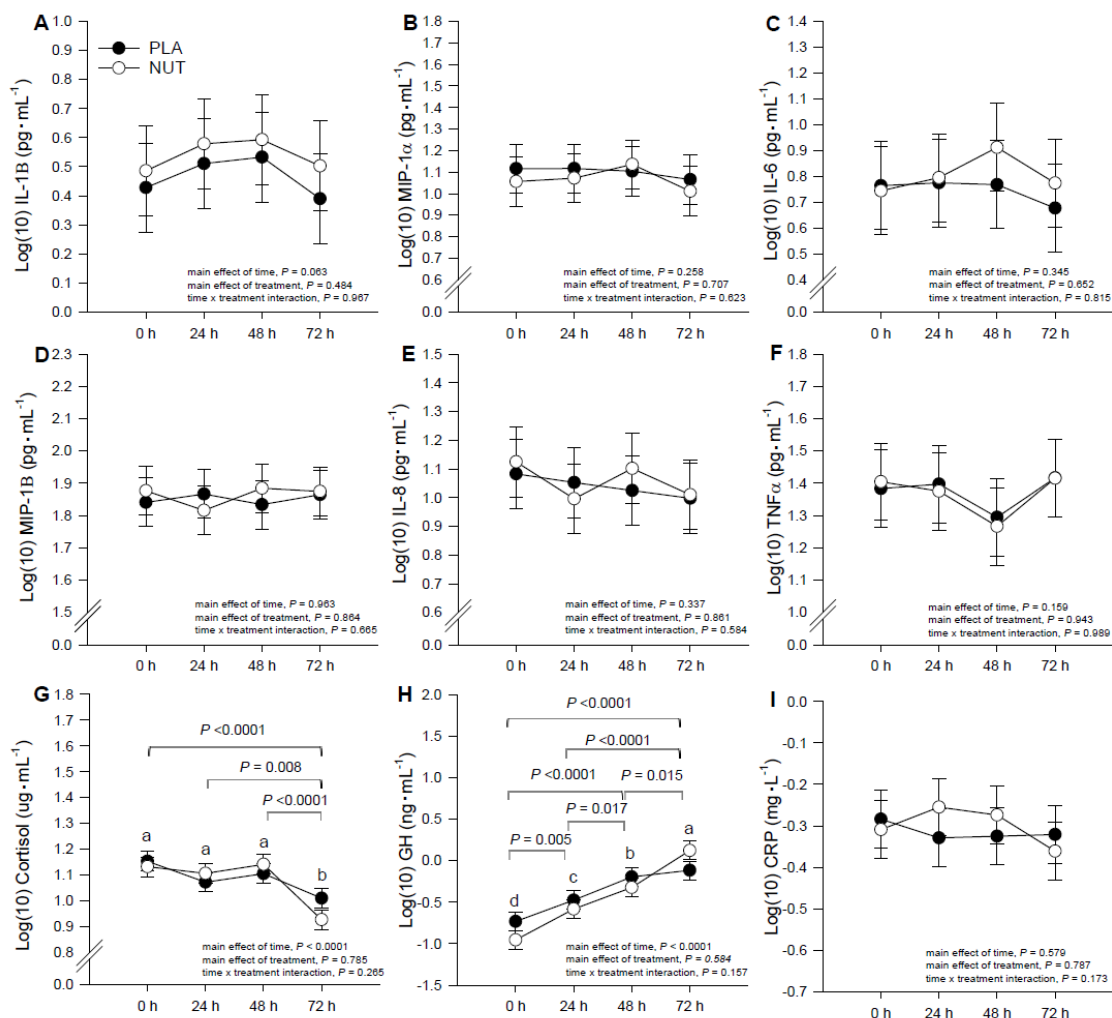 A
Log(10) IL-1B (pg·mL-1)
1.0
0.9
0.8
0.7
0.6
0.5
0.4
0.3
0.2
0.1
0.0
PLA
NUT
main effect of time, P = 0.063
main effect of treatment, P = 0.484
time x treatment interaction, P = 0.967
0 h 24 h 48 h 72 h
B
Log(10) MIP-1α (pg·mL-1)
1.8
1.7
1.6
1.5
1.4
1.3
1.2
1.1
1.0
0.9
0.8
0.7
0.6
0.0
main effect of time, P = 0.258
main effect of treatment, P = 0.707
time x treatment interaction, P = 0.623
0 h 24 h 48 h 72 h
C
Log(10) IL-6 (pg·mL-1)
1.4
1.3
1.2
1.1
1.0
0.9
0.8
0.7
0.6
0.5
0.4
0.0
main effect of time, P = 0.345
main effect of treatment, P = 0.652
time x treatment interaction, P = 0.815
0 h 24 h 48 h 72 h
D
Log(10) MIP-1B (pg·mL-1)
2.3
2.2
2.1
2.0
1.9
1.8
1.7
1.6
1.5
0.0
main effect of time, P = 0.963
main effect of treatment, P = 0.864
time x treatment interaction, P = 0.665
0 h 24 h 48 h 72 h
E
Log(10) IL-8 (pg·mL-1)
1.5
1.4
1.3
1.2
1.1
1.0
0.9
0.8
0.7
0.6
0.0
main effect of time, P = 0.337
main effect of treatment, P = 0.861
time x treatment interaction, P = 0.584
0 h 24 h 48 h 72 h
F
Log(10) TNFα (pg·mL-1)
1.8
1.7
1.6
1.5
1.4
1.3
1.2
1.1
1.0
0.0
main effect of time, P = 0.159
main effect of treatment, P = 0.943
time x treatment interaction, P = 0.989
0 h 24 h 48 h 72 h
G
Log(10) Cortisol (ug·mL-1)
1.8
1.7
1.6
1.5
1.4
1.3
1.2
1.1
1.0
0.9
0.8
0.0
P <0.0001
P = 0.008
P <0.0001
a a a b
main effect of time, P < 0.0001
main effect of treatment, P = 0.785
time x treatment interaction, P = 0.265
0 h 24 h 48 h 72 h
H
Log(10) GH (ng·mL-1)
2.0
1.5
1.0
0.5
0.0
-0.5
-1.0
-1.5
P <0.0001
P <0.0001
P <0.0001 P = 0.015
P = 0.017
P = 0.005
d c b a
main effect of time, P < 0.0001
main effect of treatment, P = 0.584
time x treatment interaction, P = 0.157
0 h 24 h 48 h 72 h
I
Log(10) CRP (mg·L-1)
-0.0
-0.1
-0.2
-0.3
-0.4
-0.5
-0.6
-0.7
main effect of time, P = 0.579
main effect of treatment, P = 0.787
time x treatment interaction, P = 0.173
0 h 24 h 48 h 72 h